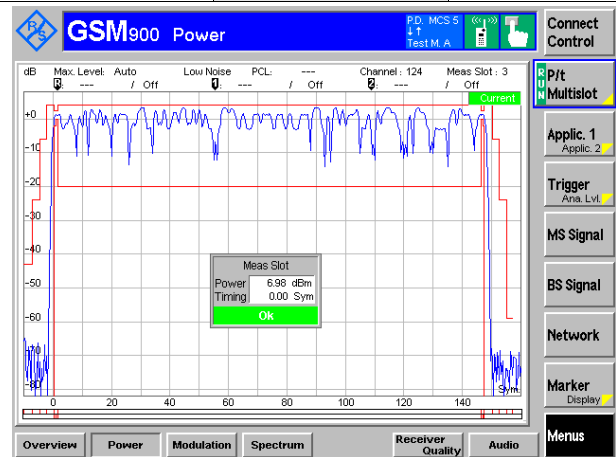 R&S
GSM900 Power
P.D. MCS 5
Test M. A
Connect
Control
dB Max. Level: Auto Low Noise PCL: --- Channel : 124 Meas Slot : 3
1: --- / Off --- / Off 2: --- / Off
Current
RUN
P/t
Multislot
Applic. 1
Applic. 2
Trigger
Ana. Lvl.
MS Signal
BS Signal
Network
Marker
Display
Menus
+0
-10
-20
-30
-40
-50
-60
-70
-80
Meas Slot
Power 6.98 dBm
Timing 0.00 Sym
Ok
Sym
0 20 40 60 80 100 120 140
Overview Power Modulation Spectrum Receiver Quality Audio